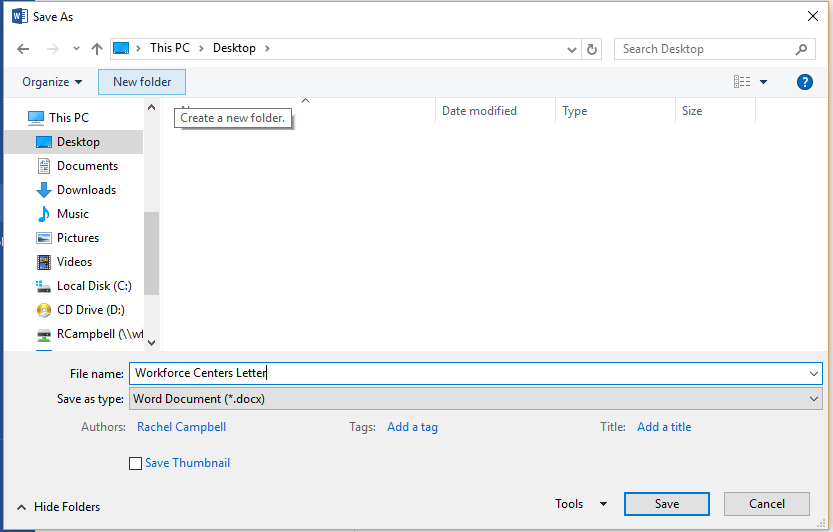 Save As
This PC Desktop
Search Desktop
Organize New folder
Date modified Type Size
Create a new folder.
This PC
Desktop
Documents
Downloads
Music
Pictures
Videos
Local Disk (C:)
CD Drive (D:)
RCampbell (\\wf
File name: Workforce Centers Letter
Save as type: Word Document (*.docx)
Authors: Rachel Campbell Tags: Add a tag Title: Add a title
Save Thumbnail
Hide Folders Tools Save Cancel